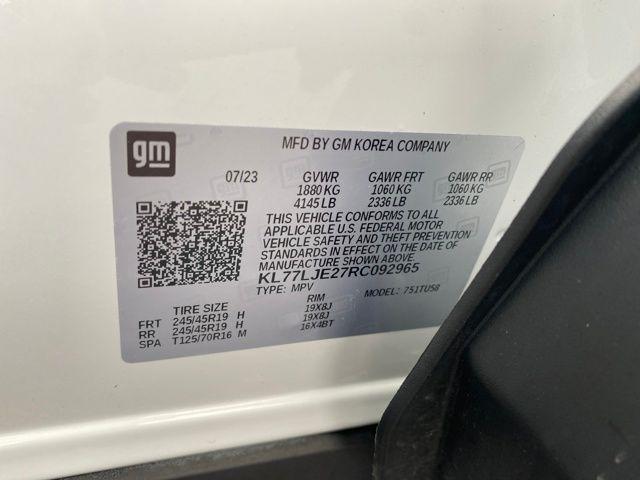 gm
MFD BY GM KOREA COMPANY
07/23 GVWR GAWR FRT GAWR RR
1880 KG 1060 KG 1060 KG
4145 LB 2336 LB 2336 LB
THIS VEHICLE CONFORMS TO ALL
APPLICABLE U.S. FEDERAL MOTOR
VEHICLE SAFETY AND THEFT PREVENTION
STANDARDS IN EFFECT ON THE DATE OF
MANUFACTURE SHOWN ABOVE.
KL77LJE27RC092965
TYPE: MPV MODEL: 751TU58
TIRE SIZE RIM
FRT 245/45R19 H 19X8J
RR 245/45R19 H 19X8J
SPA T125/70R16 M 16X4BT